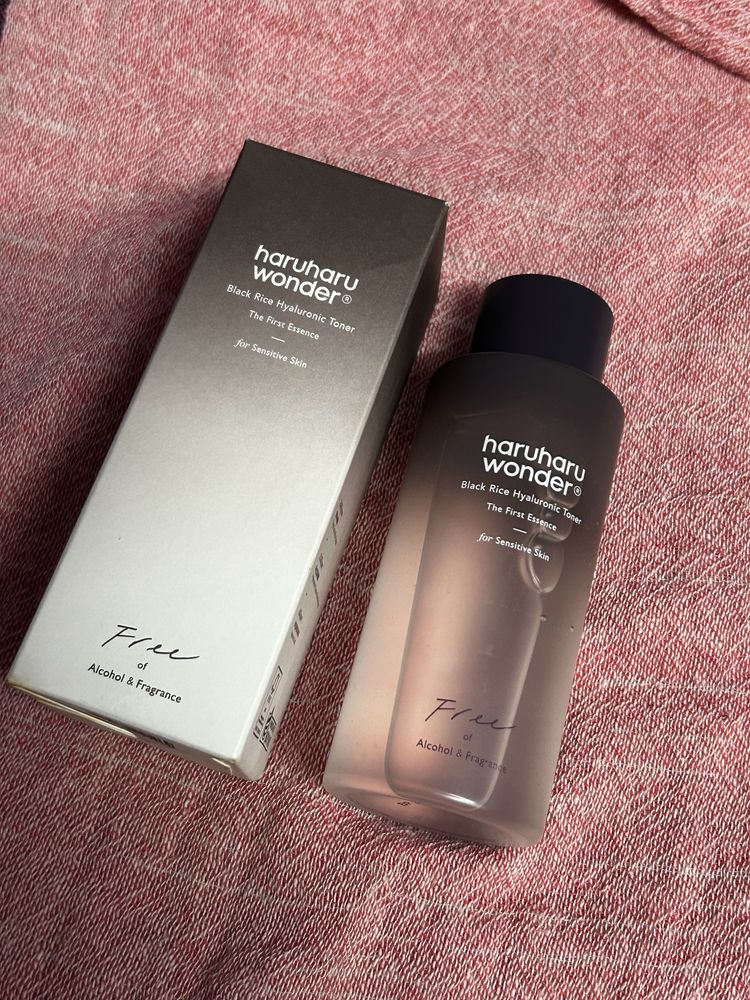 haruharu
wonder®
Black Rice Hyaluronic Toner
The First Essence
for Sensitive Skin
Free
of
Alcohol & Fragrance
haruharu
wonder®
Black Rice Hyaluronic Toner
The First Essence
for Sensitive Skin
Free
of
Alcohol & Fragrance